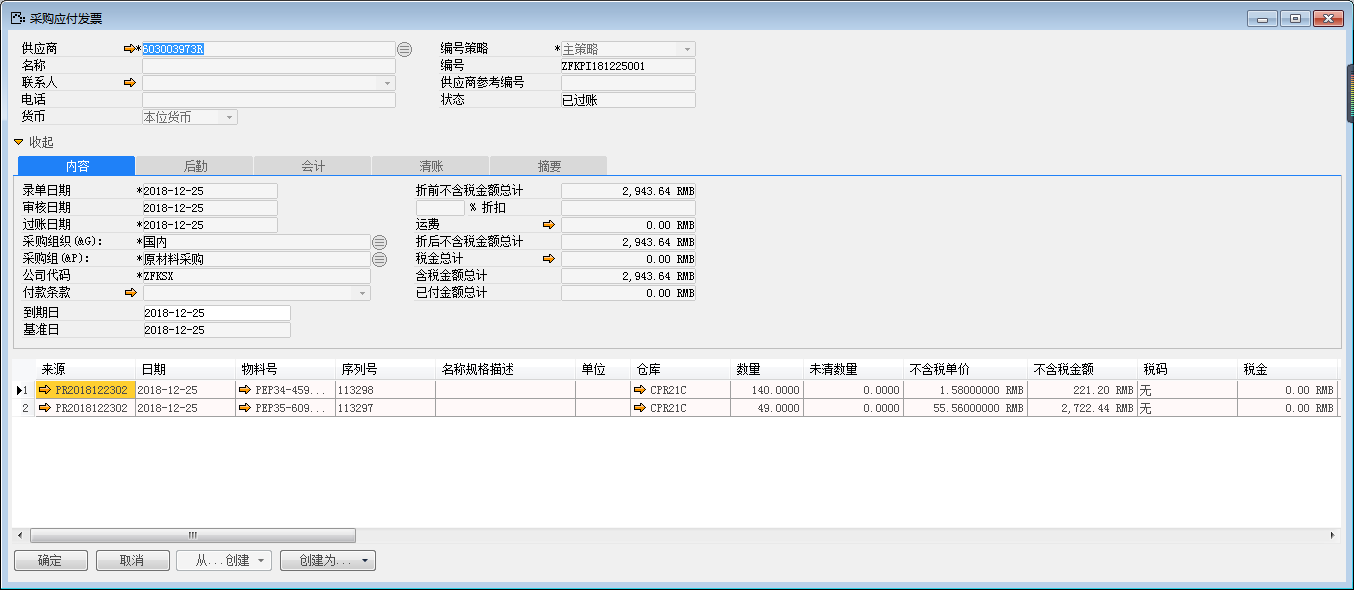 采购应付发票
供应商 *603003973R 编号策略 *主策略
名称 编号 ZFKPI181225001
联系人 供应商参考编号
电话 状态 已过账
货币 本位货币
收起
内容 后勤 会计 清账 摘要
录单日期 *2018-12-25 折前不含税金额总计 2,943.64 RMB
审核日期 2018-12-25 % 折扣
过账日期 *2018-12-25 运费 0.00 RMB
采购组织(&G): *国内 折后不含税金额总计 2,943.64 RMB
采购组(&P): *原材料采购 税金总计 0.00 RMB
公司代码 *ZFKSX 含税金额总计 2,943.64 RMB
付款条款 已付金额总计 0.00 RMB
到期日 2018-12-25
基准日 2018-12-25
来源 日期 物料号 序列号 名称规格描述 单位 仓库 数量 未清数量 不含税单价 不含税金额 税码 税金
1 PR2018122302 2018-12-25 PEP34-459... 113298 CPR21C 140.0000 0.0000 1.58000000 RMB 221.20 RMB 无 0.00 RMB
2 PR2018122302 2018-12-25 PEP35-609... 113297 CPR21C 49.0000 0.0000 55.56000000 RMB 2,722.44 RMB 无 0.00 RMB
确定 取消 从...创建 创建为...